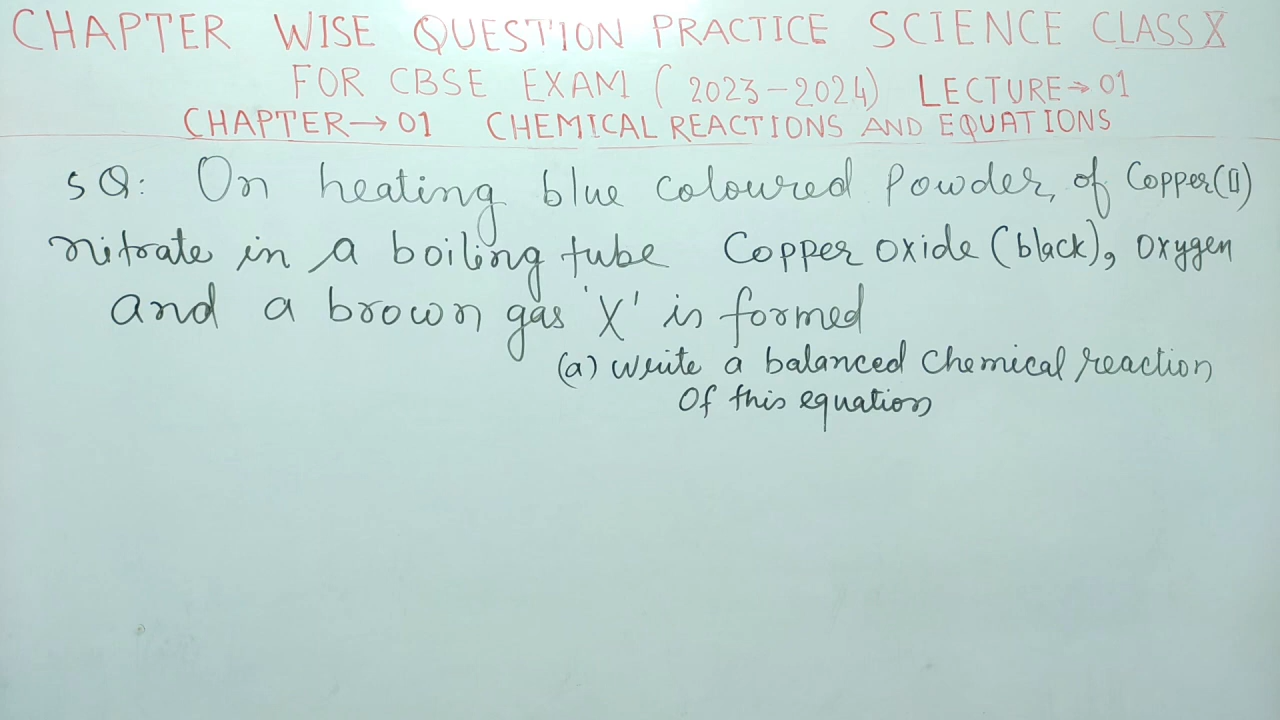 CHAPTER WISE QUESTION PRACTICE SCIENCE CLASS X
FOR CBSE EXAM (2023-2024) LECTURE→01
CHAPTER→01 CHEMICAL REACTIONS AND EQUATIONS
5 Q: On heating blue coloured Powder, of Copper(II)
nitrate in a boiling tube Copper oxide (black), oxygen
and a brown gas 'X' is formed
(a) Write a balanced Chemical reaction
Of this equation